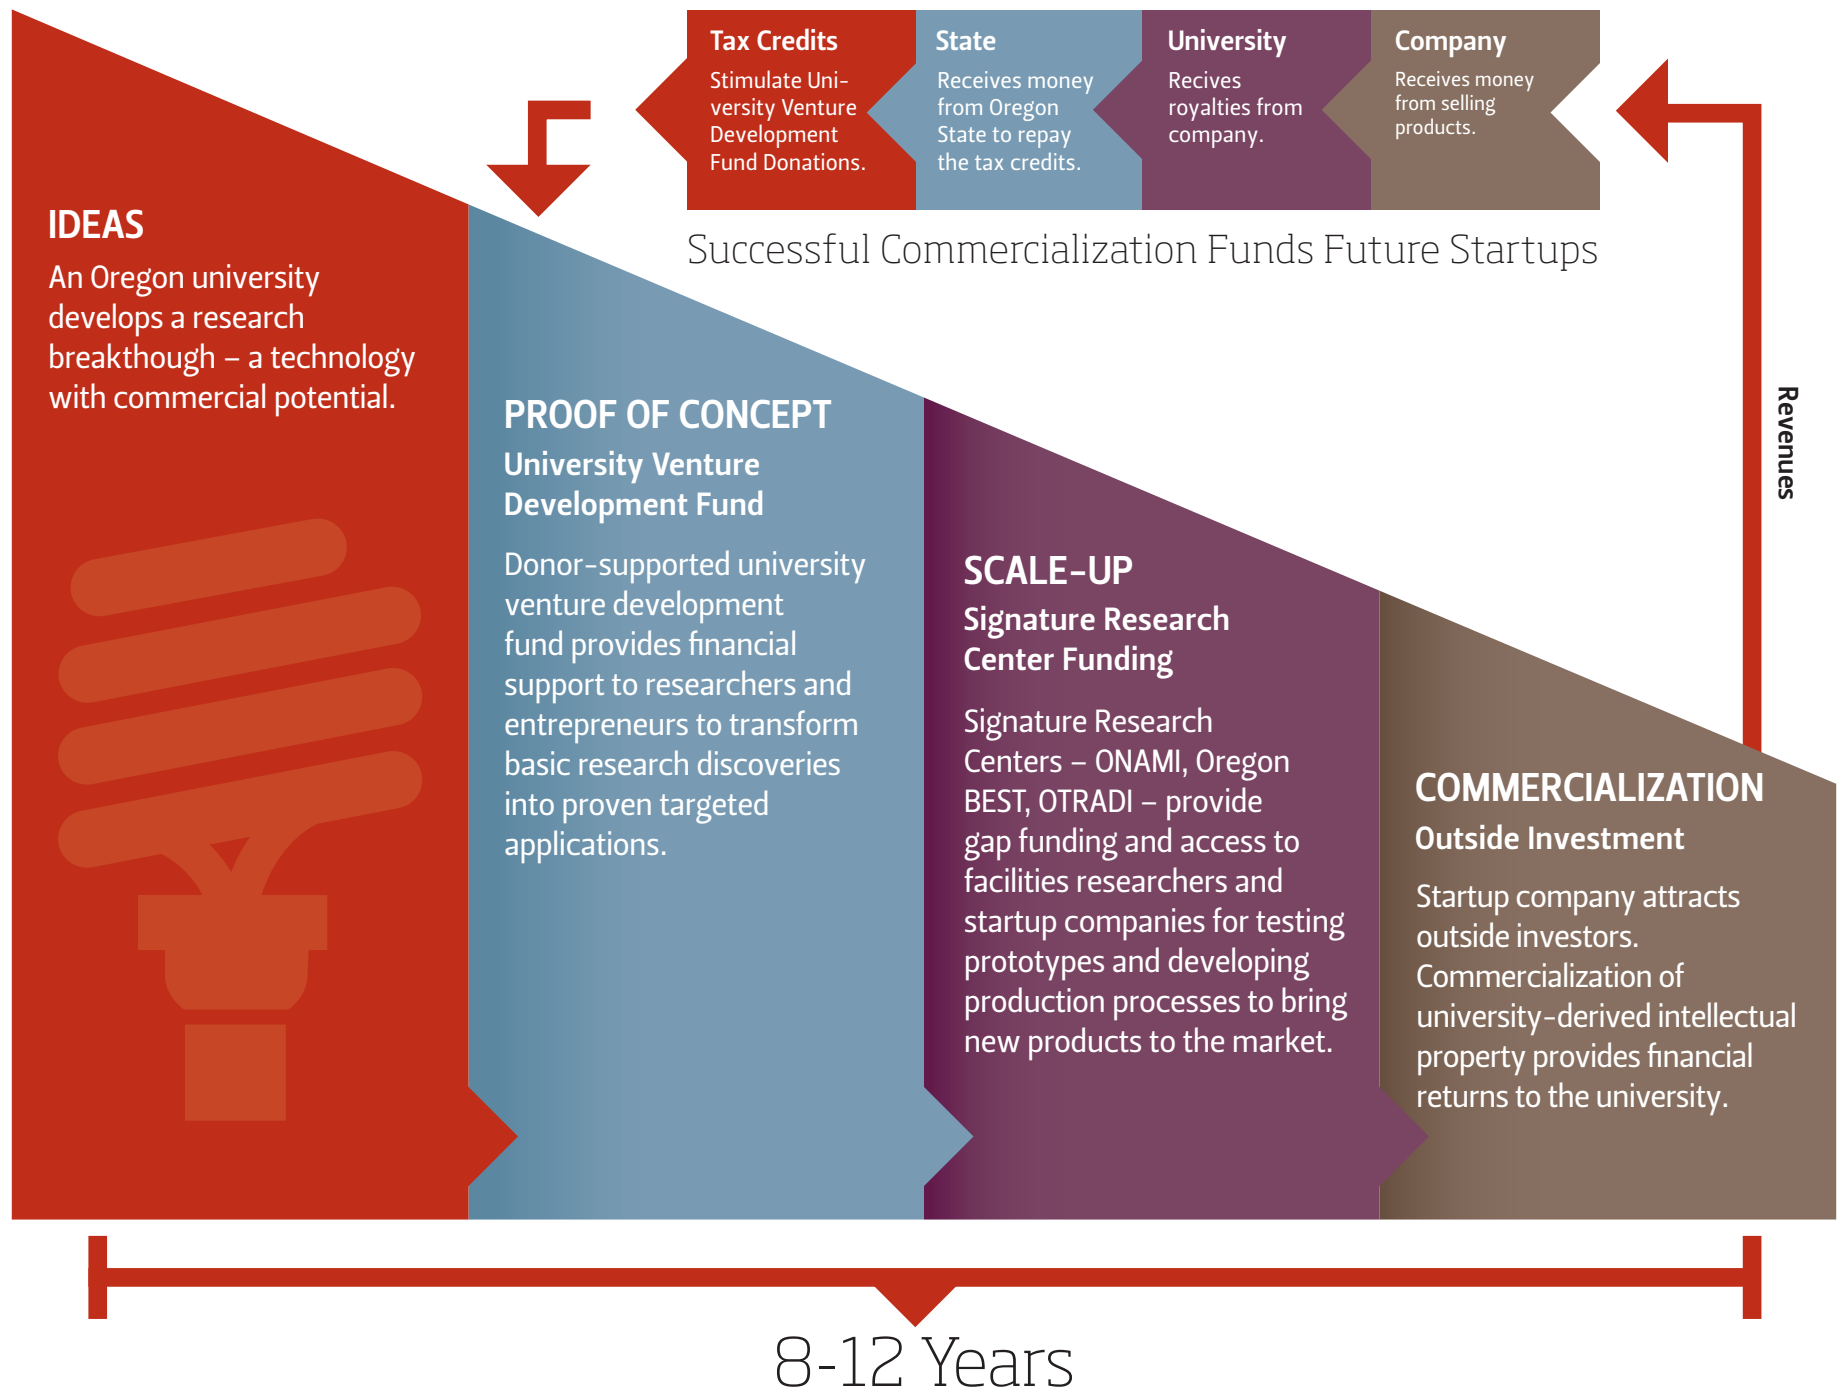 Tax Credits
Stimulate Uni-
versity Venture
Development
Fund Donations.
State
Receives money
from Oregon
State to repay
the tax credits.
University
Recives
royalties from
company.
Company
Receives money
from selling
products.
Successful Commercialization Funds Future Startups
Revenues
IDEAS
An Oregon university
develops a research
breakthough – a technology
with commercial potential.
PROOF OF CONCEPT
University Venture
Development Fund
Donor-supported university
venture development
fund provides financial
support to researchers and
entrepreneurs to transform
basic research discoveries
into proven targeted
applications.
SCALE-UP
Signature Research
Center Funding
Signature Research
Centers – ONAMI, Oregon
BEST, OTRADI – provide
gap funding and access to
facilities researchers and
startup companies for testing
prototypes and developing
production processes to bring
new products to the market.
COMMERCIALIZATION
Outside Investment
Startup company attracts
outside investors.
Commercialization of
university-derived intellectual
property provides financial
returns to the university.
8-12 Years